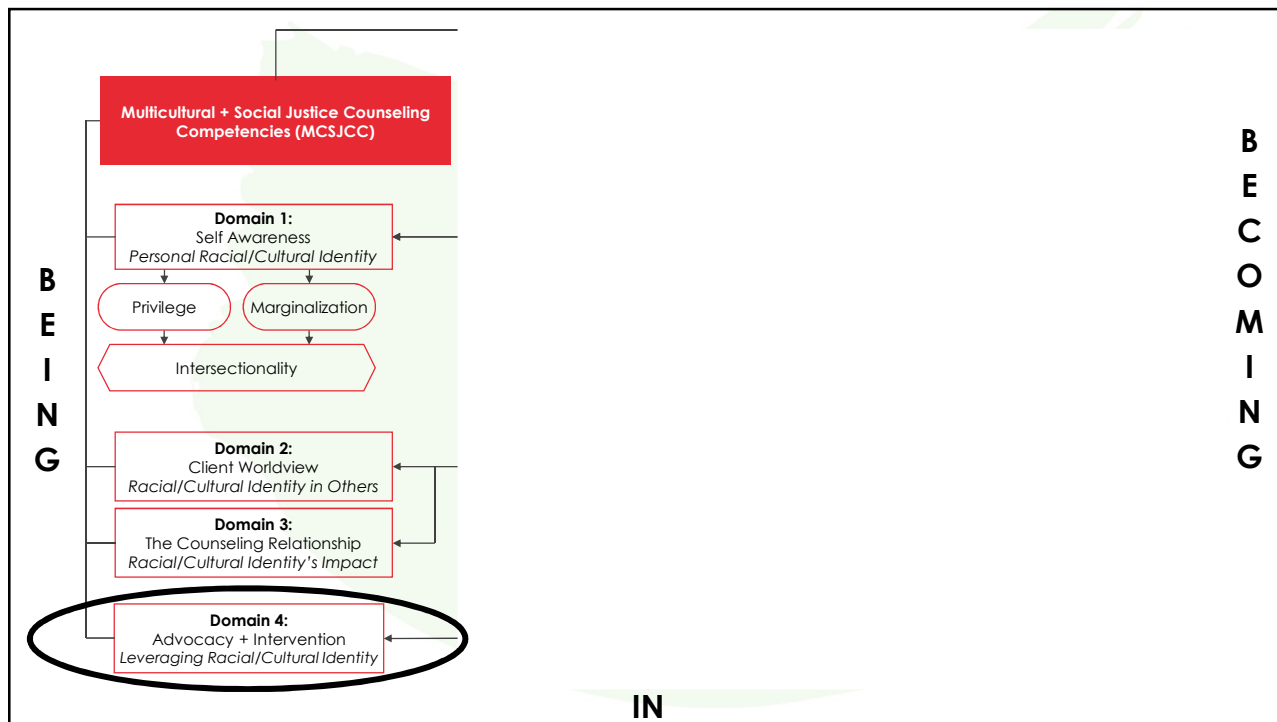 Multicultural + Social Justice Counseling
Competencies (MCSJCC)
Domain 1:
Self Awareness
Personal Racial/Cultural Identity
Privilege
Marginalization
Intersectionality
Domain 2:
Client Worldview
Racial/Cultural Identity in Others
Domain 3:
The Counseling Relationship
Racial/Cultural Identity’s Impact
Domain 4:
Advocacy + Intervention
Leveraging Racial/Cultural Identity
BEING
IN
BECOMING